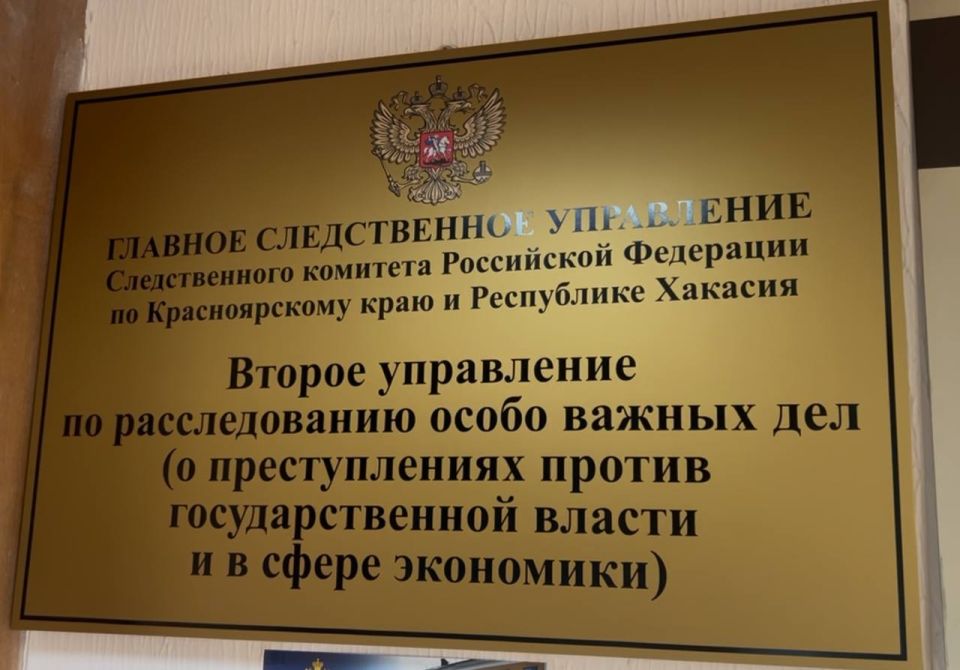 ГЛАВНОЕ СЛЕДСТВЕННОЕ УПРАВЛЕНИЕ
Следственного комитета Российской Федерации
по Красноярскому краю и Республике Хакасия
Второе управление
по расследованию особо важных дел
(о преступлениях против
государственной власти
и в сфере экономики)